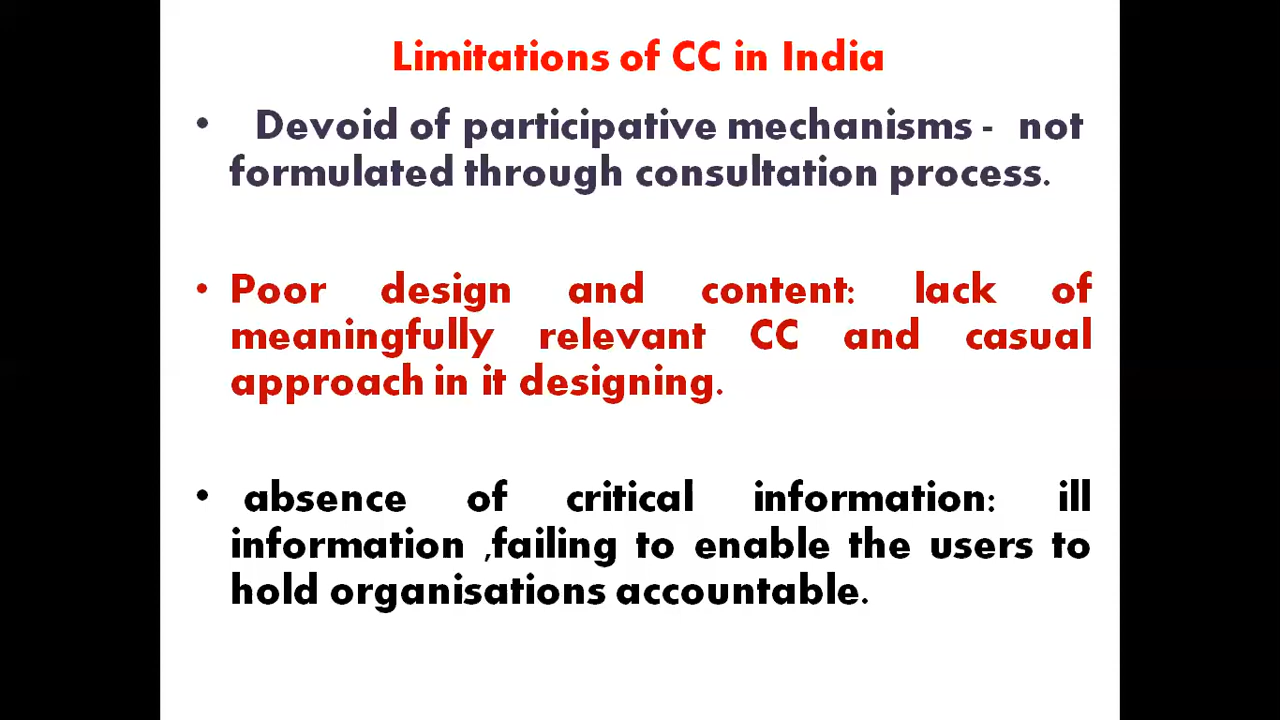 Limitations of CC in India
• Devoid of participative mechanisms - not
formulated through consultation process.
• Poor design and content: lack of
meaningfully relevant CC and casual
approach in it designing.
• absence of critical information: ill
information ,failing to enable the users to
hold organisations accountable.